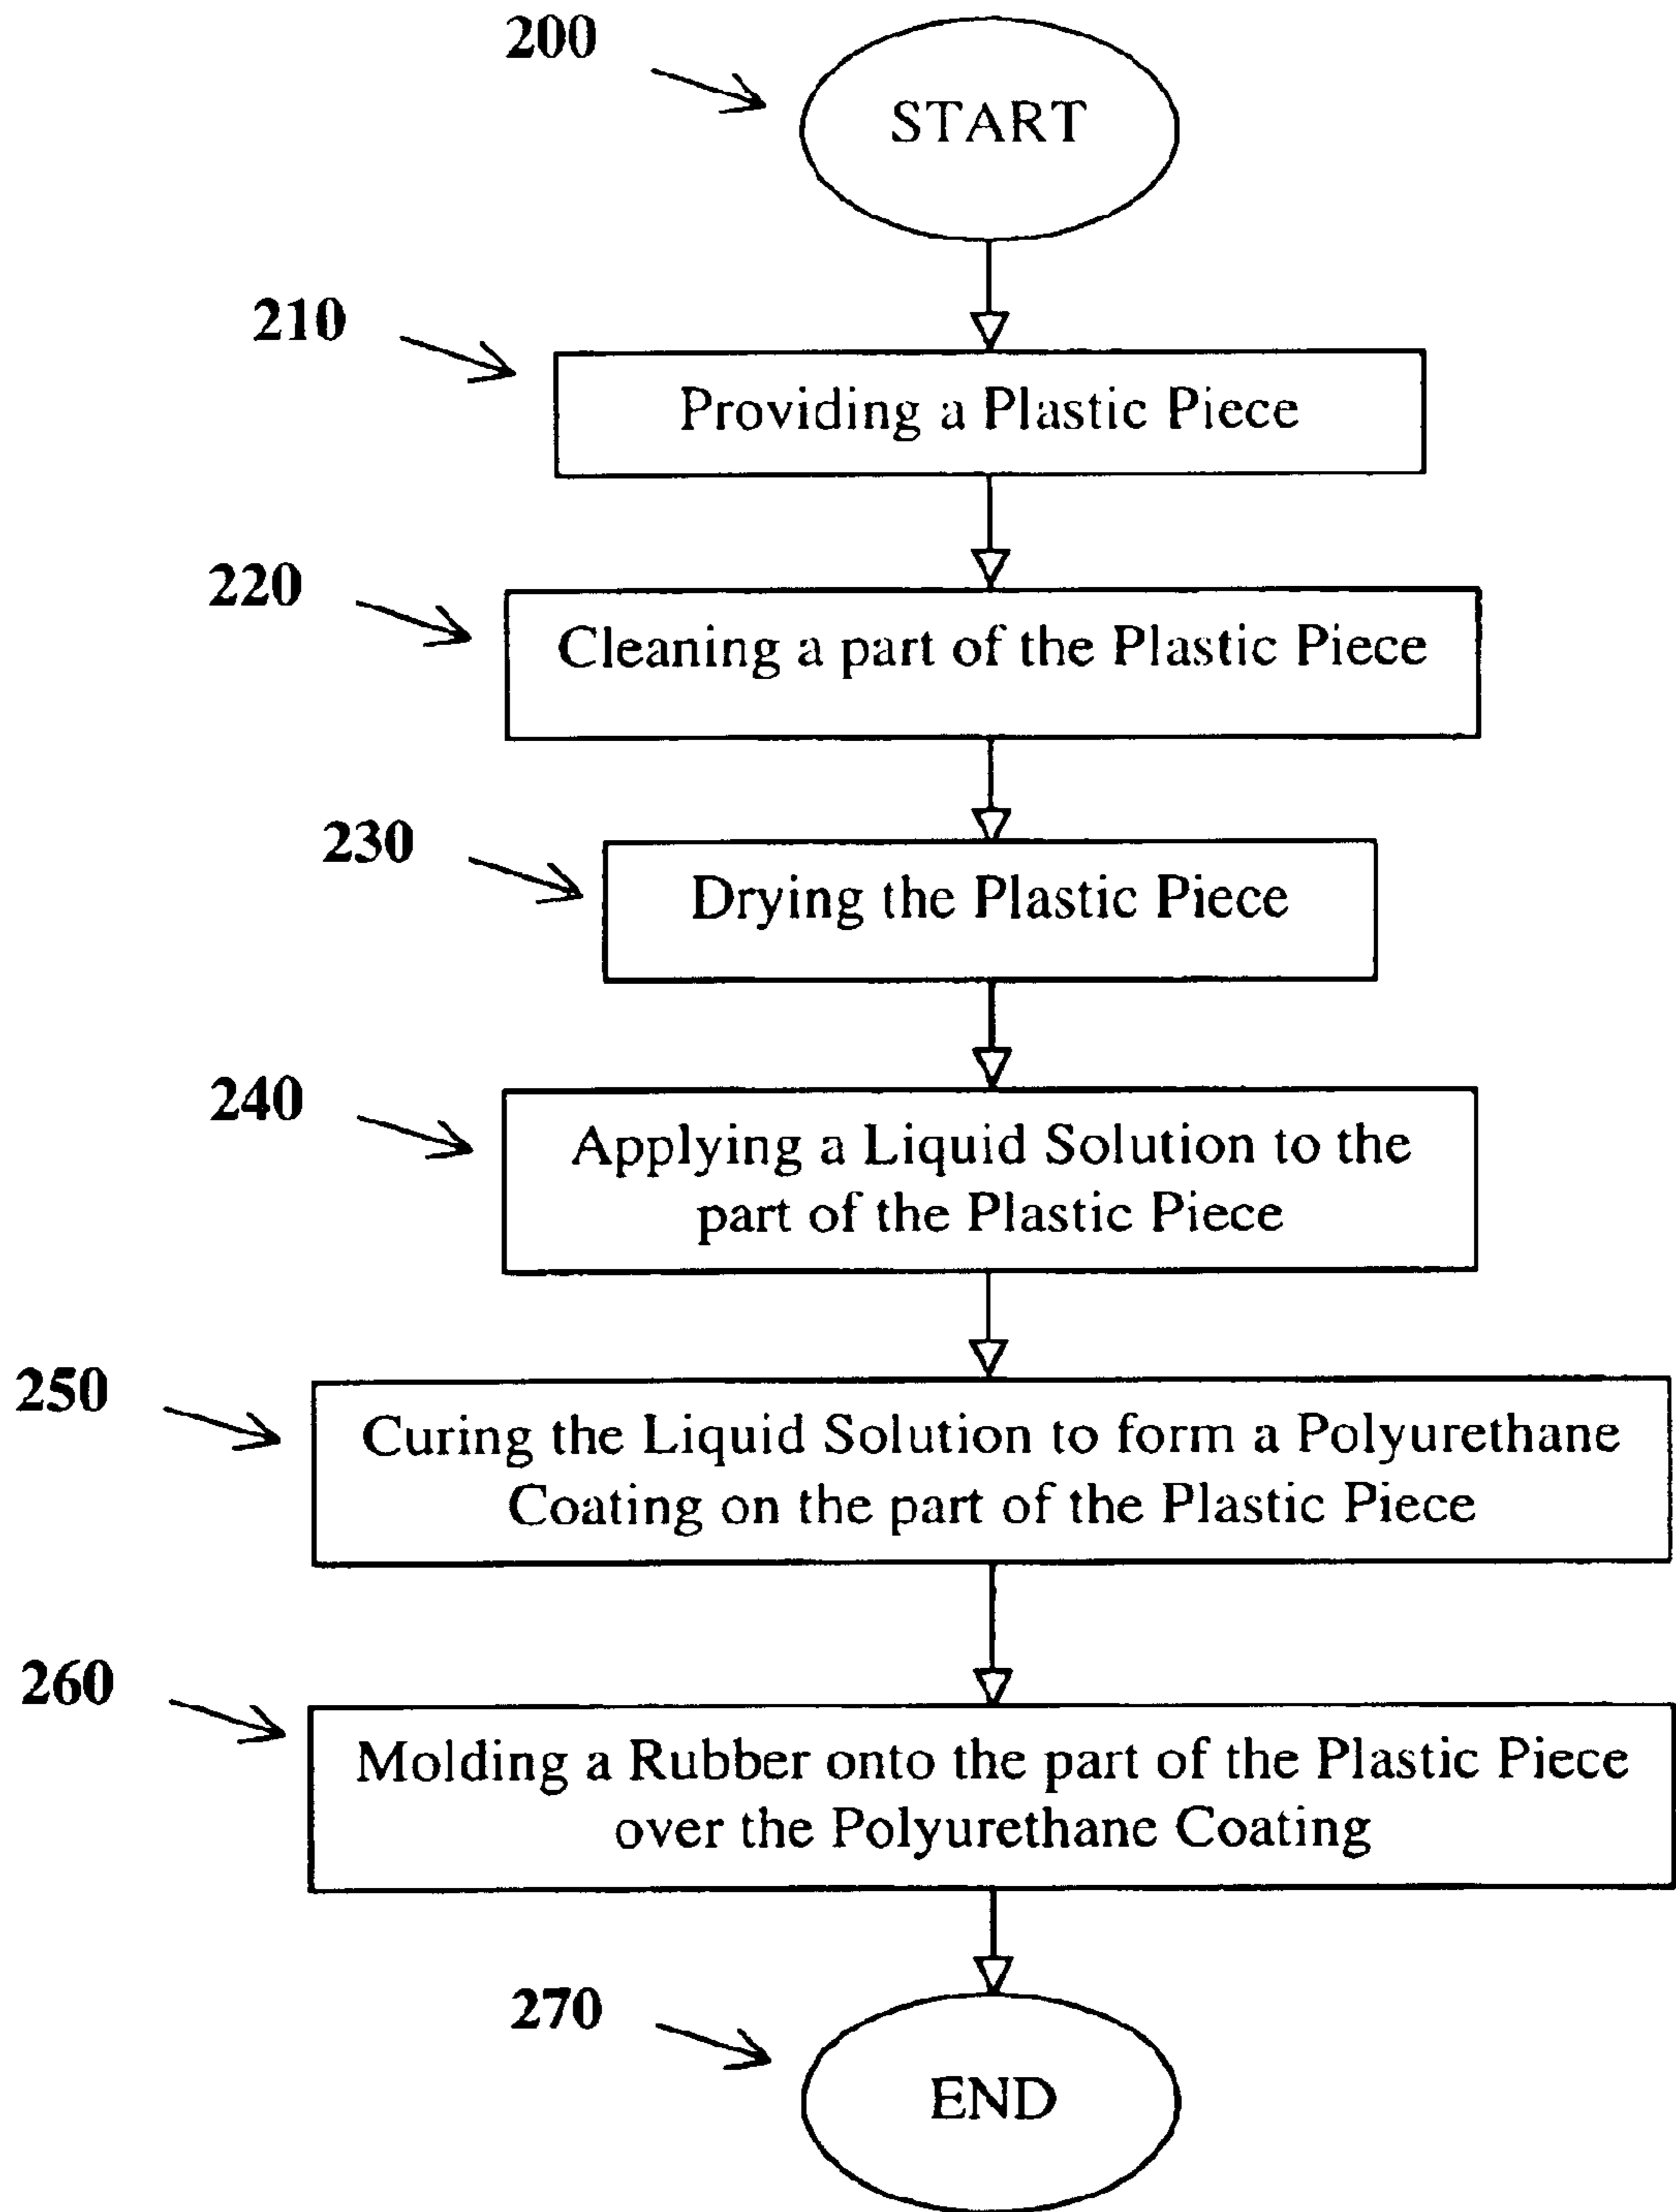 200
START
210
Providing a Plastic Piece
220
Cleaning a part of the Plastic Piece
230
Drying the Plastic Piece
240
Applying a Liquid Solution to the
part of the Plastic Piece
250
Curing the Liquid Solution to form a Polyurethane
Coating on the part of the Plastic Piece
260
Molding a Rubber onto the part of the Plastic Piece
over the Polyurethane Coating
270
END